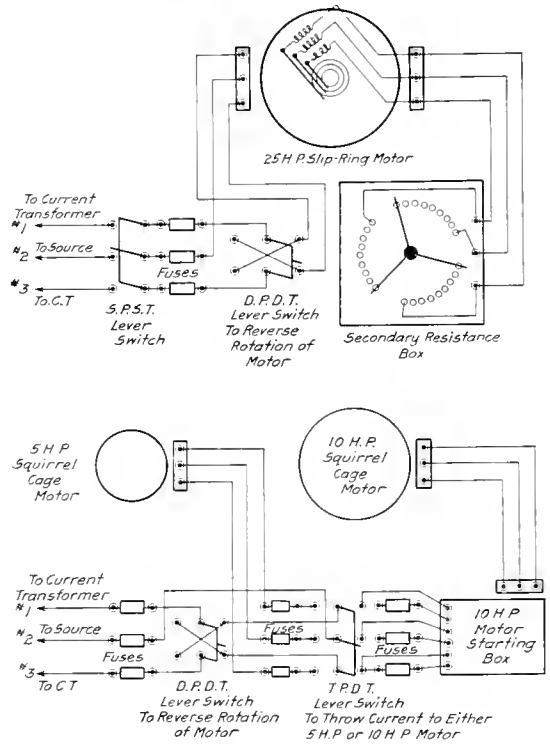 25 H.P. Slip-Ring Motor
To Current
Transformer
#1
#2 To Source
#3
To C.T.
Fuses
S.P.S.T.
Lever
Switch
D.P.D.T.
Lever Switch
To Reverse
Rotation of
Motor
Secondary Resistance
Box
5 H.P
Squirrel
Cage
Motor
10 H.P.
Squirrel
Cage
Motor
To Current
Transformer
#1
#2 To Source
#3
To C T
Fuses
Fuses
Fuses
10 H P
Motor
Starting
Box
D.P.D.T.
Lever Switch
To Reverse Rotation
of Motor
T.P.D.T.
Lever Switch
To Throw Current to Either
5 H.P or 10 H P Motor